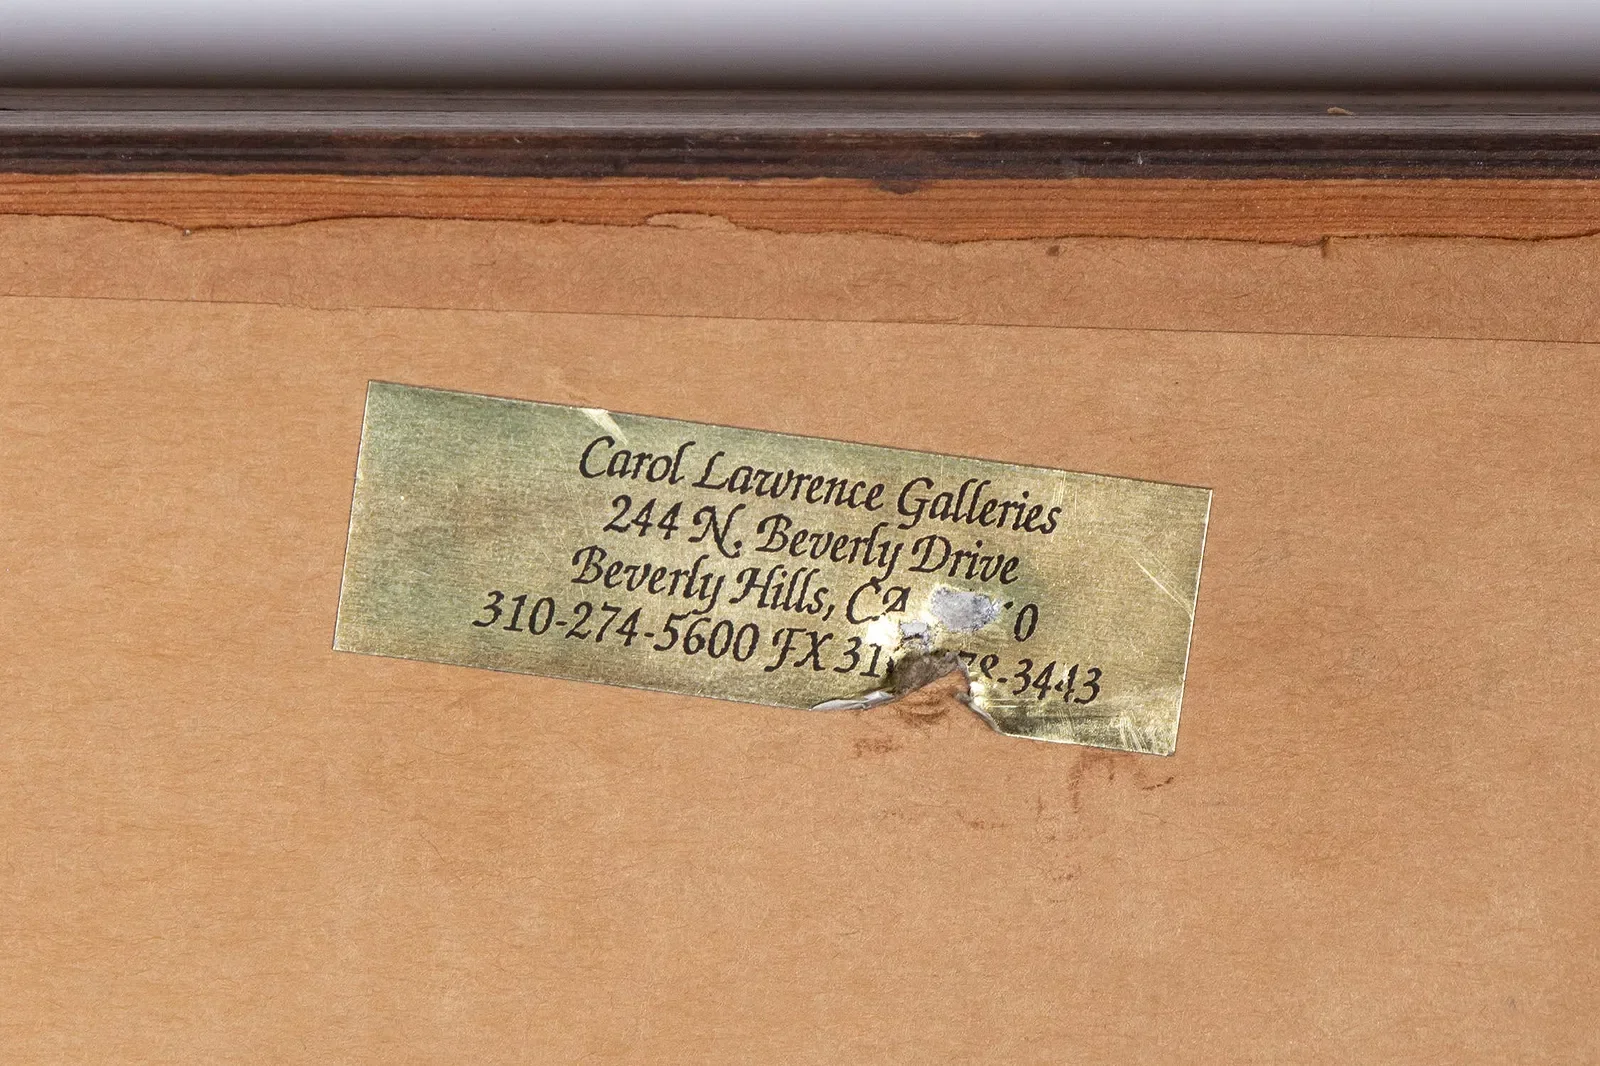 Carol Lawrence Galleries
244 N. Beverly Drive
Beverly Hills, CA
310-274-5600 FX